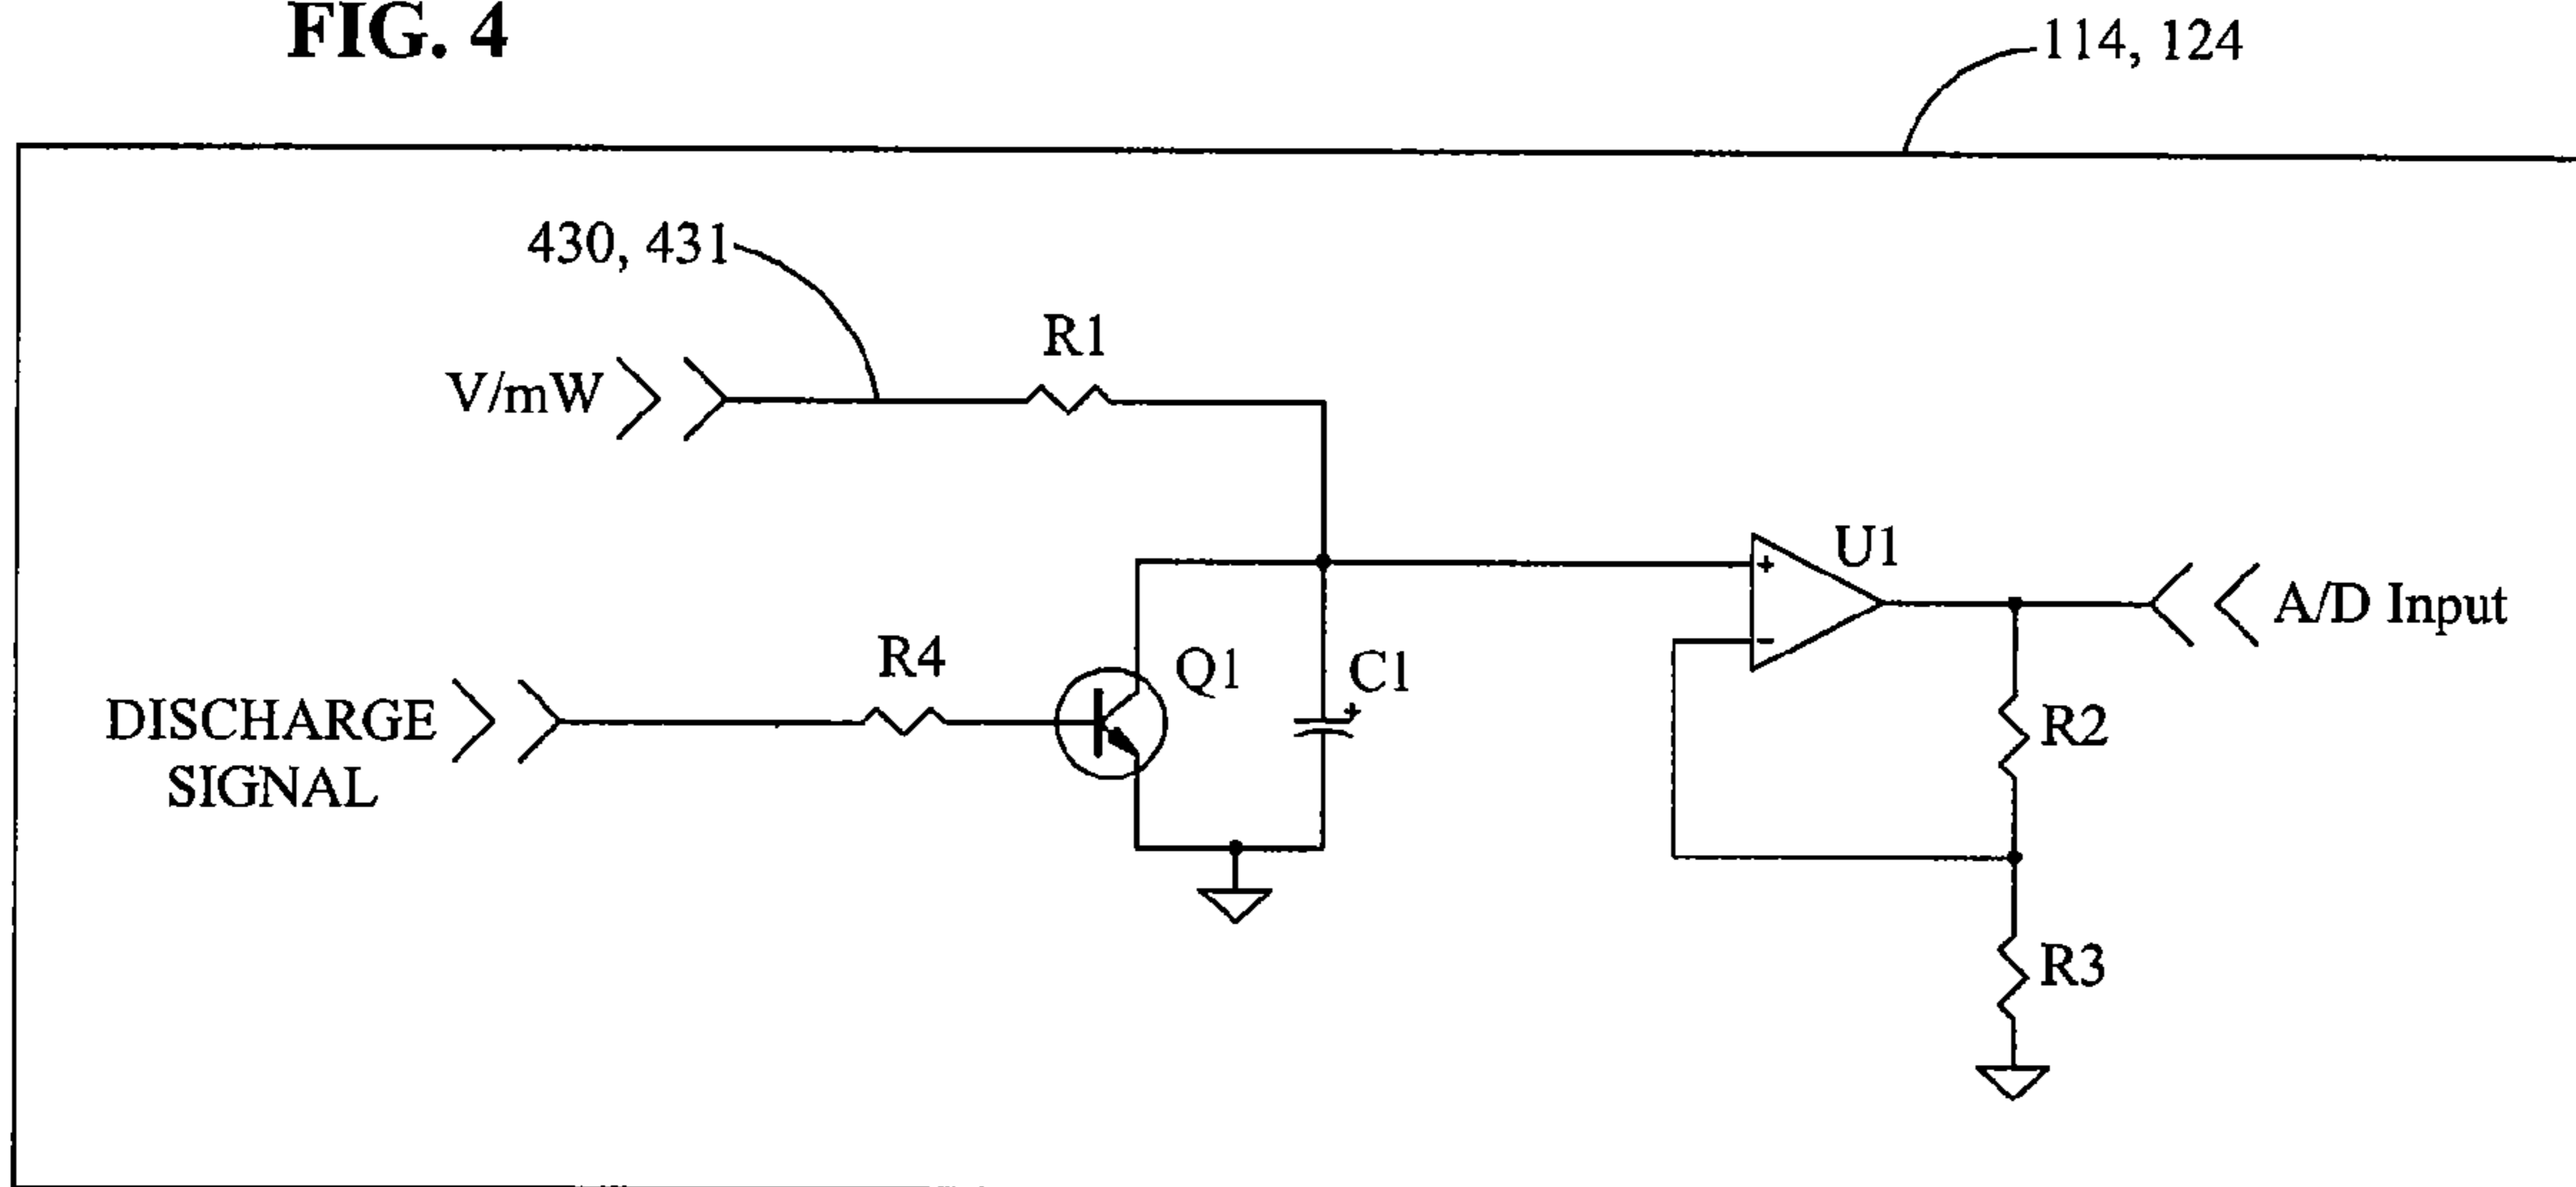 FIG. 4
114, 124
430, 431
R1
V/mW
U1
+
-
A/D Input
R4
Q1
C1
+
DISCHARGE
SIGNAL
R2
R3